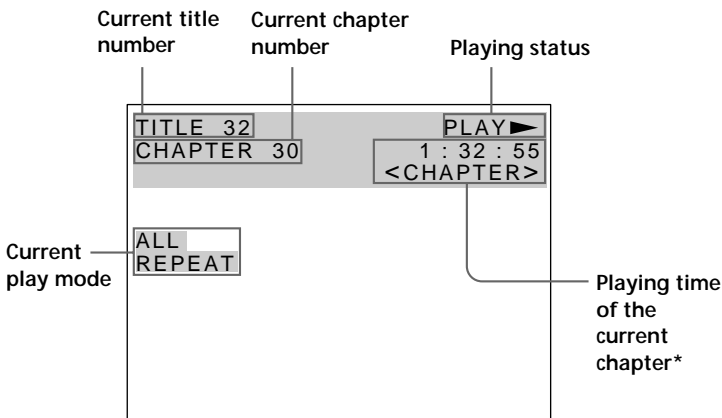 Current title
number
Current chapter
number
Playing status
TITLE 32
CHAPTER 30
PLAY►
1 : 32 : 55
<CHAPTER>
ALL
REPEAT
Current
play mode
Playing time
of the
current
chapter*